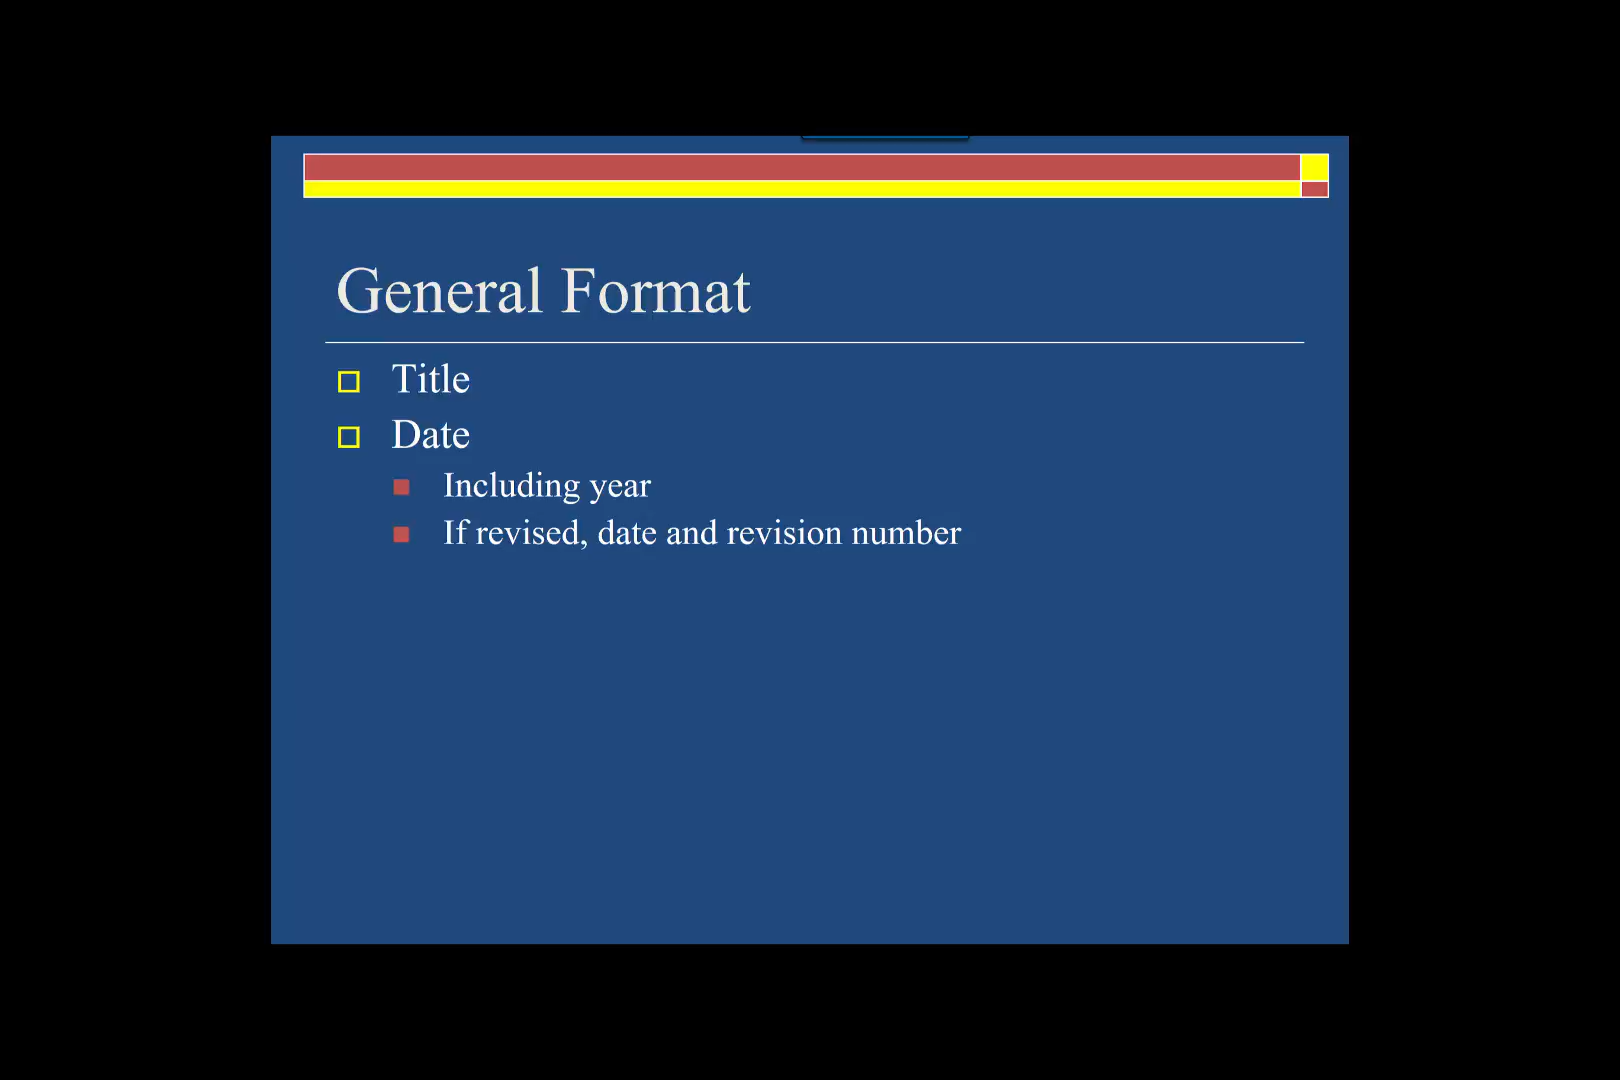 General Format
Title
Date
Including year
If revised, date and revision number